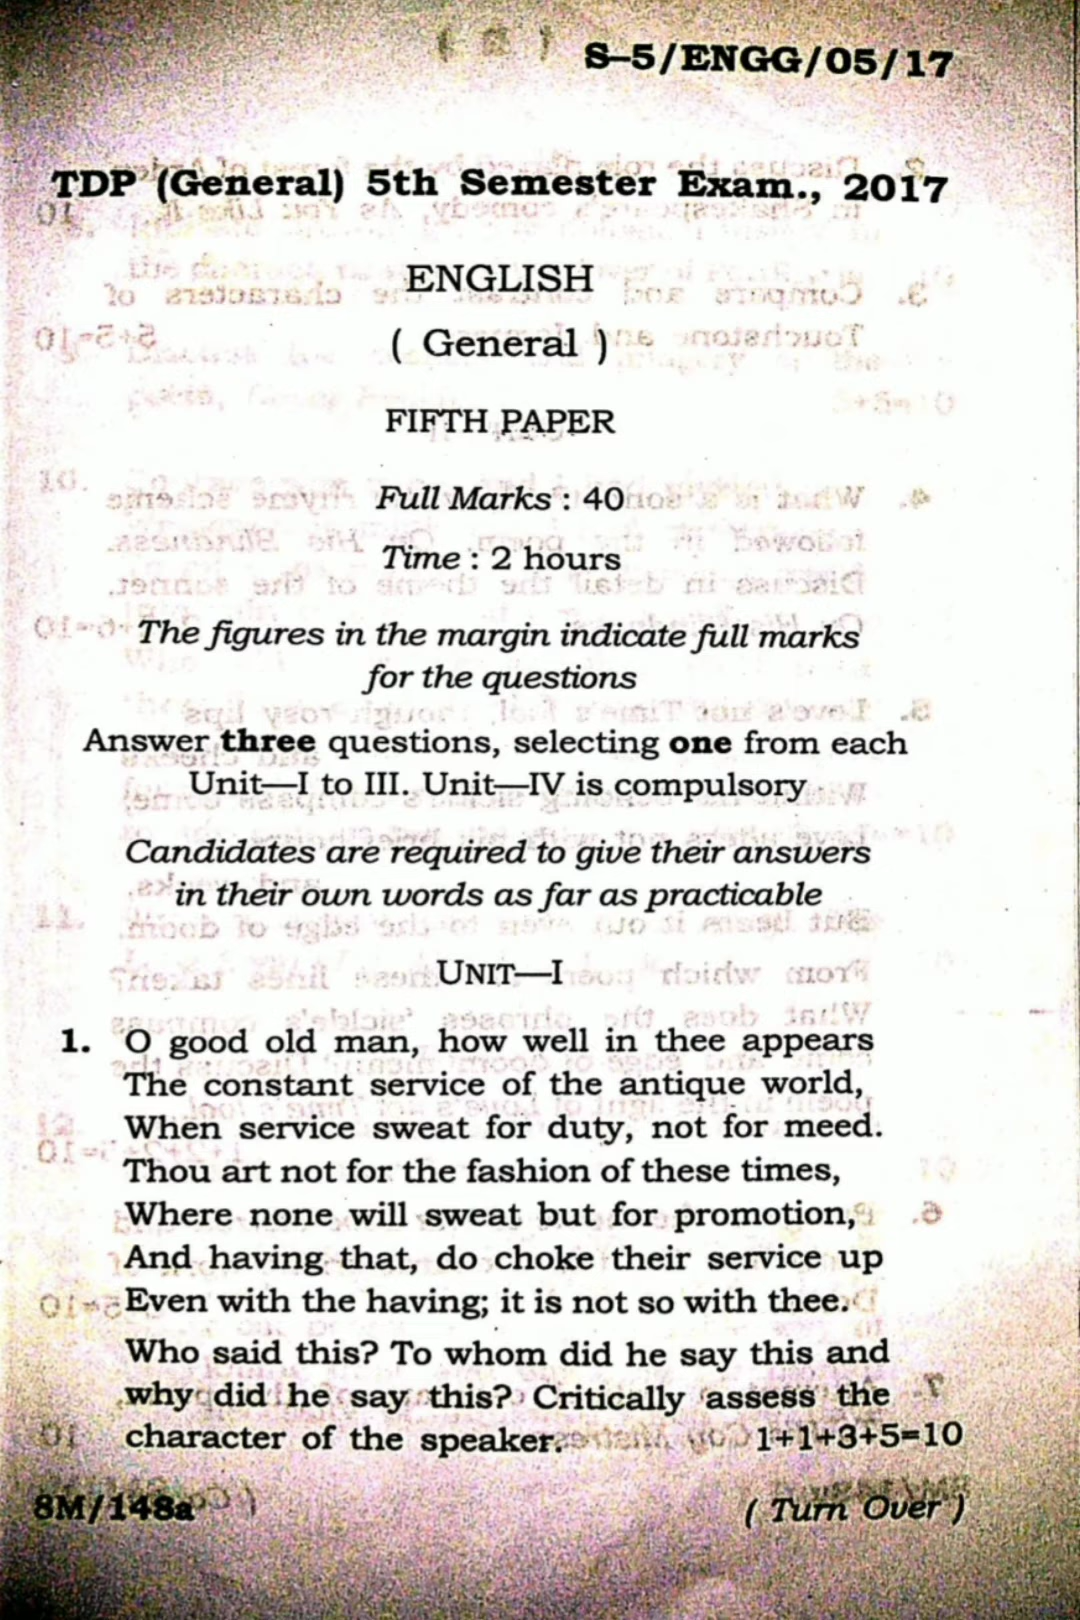 S–5/ENGG/05/17
TDP (General) 5th Semester Exam., 2017
ENGLISH
( General )
FIFTH PAPER
Full Marks : 40
Time : 2 hours
The figures in the margin indicate full marks
for the questions
Answer three questions, selecting one from each
Unit—I to III. Unit—IV is compulsory
Candidates are required to give their answers
in their own words as far as practicable
UNIT—I
1. O good old man, how well in thee appears
The constant service of the antique world,
When service sweat for duty, not for meed.
Thou art not for the fashion of these times,
Where none will sweat but for promotion,
And having that, do choke their service up
Even with the having; it is not so with thee.
Who said this? To whom did he say this and
why did he say this? Critically assess the
character of the speaker. 1+1+3+5=10
8M/148a ( Turn Over )